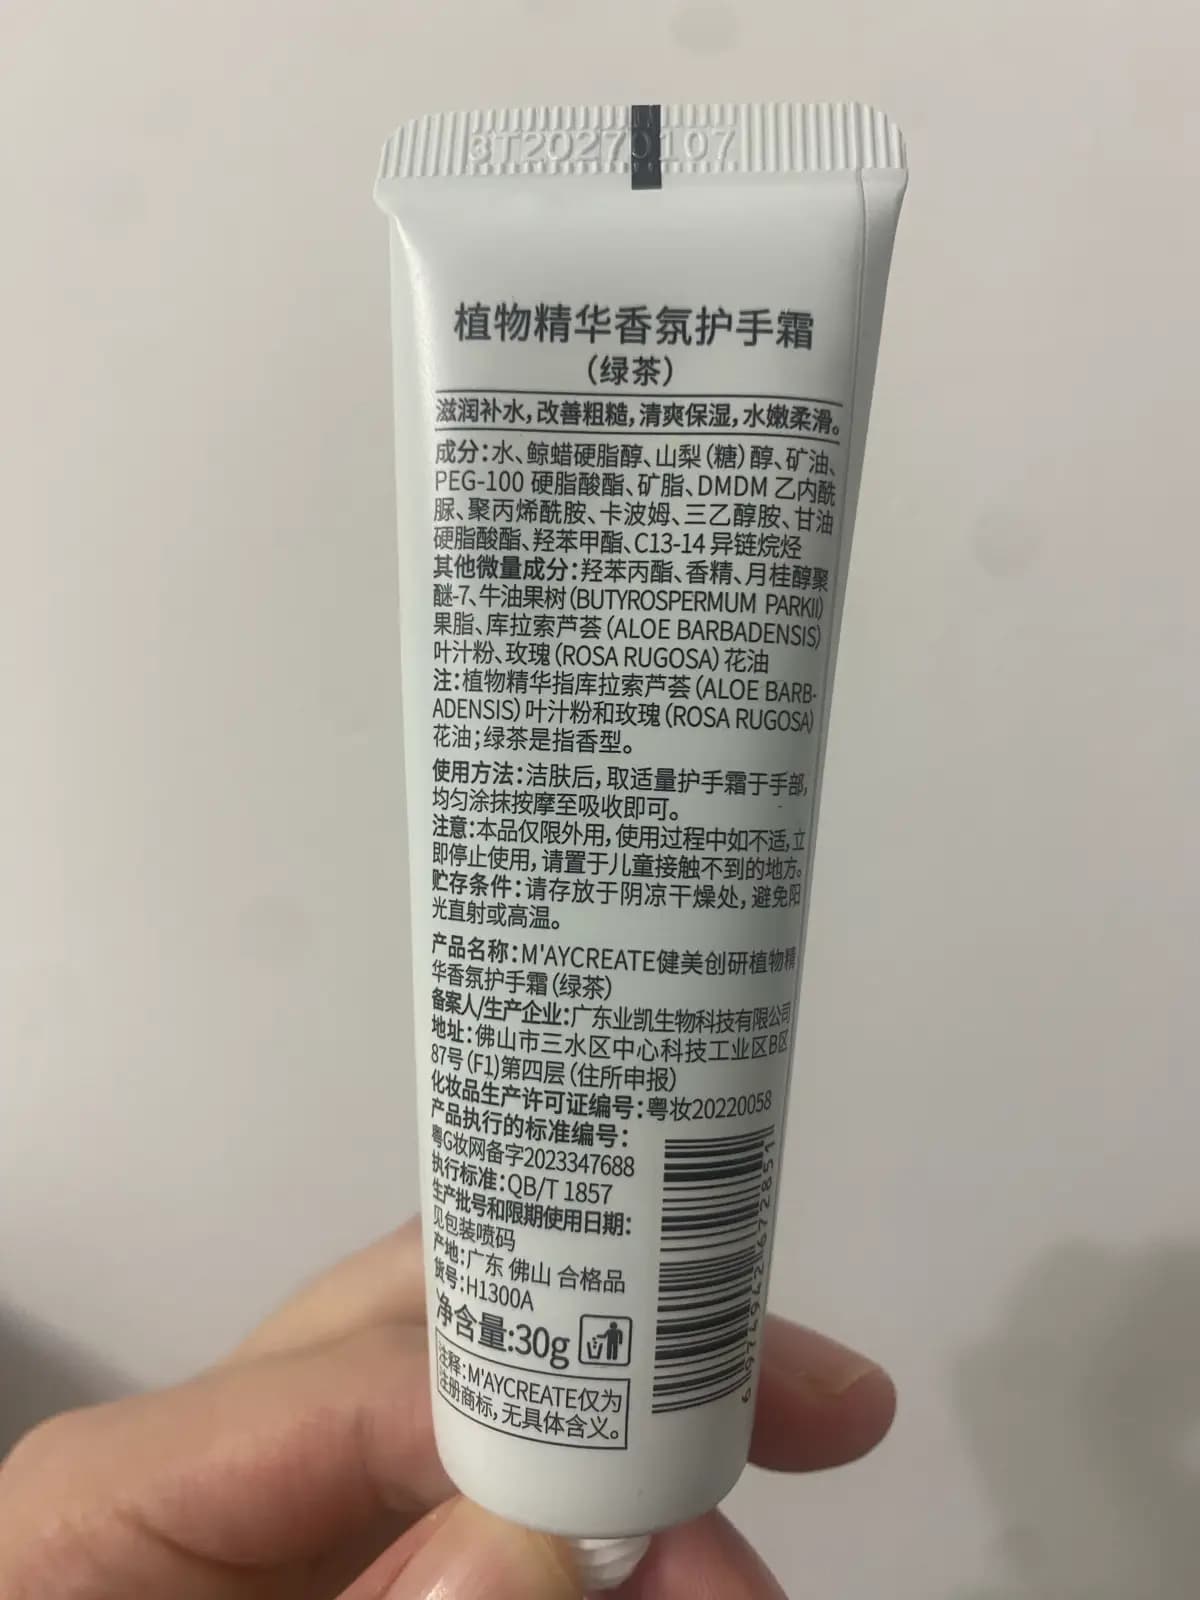 3T20270107
植物精华香氛护手霜
（绿茶）
滋润补水，改善粗糙，清爽保湿，水嫩柔滑。
成分：水、鲸蜡硬脂醇、山梨（糖）醇、矿油、
PEG-100 硬脂酸酯、矿脂、DMDM 乙内酰
脲、聚丙烯酰胺、卡波姆、三乙醇胺、甘油
硬脂酸酯、羟苯甲酯、C13-14 异链烷烃
其他微量成分：羟苯丙酯、香精、月桂醇聚
醚-7、牛油果树（BUTYROSPERMUM PARKII）
果脂、库拉索芦荟（ALOE BARBADENSIS）
叶汁粉、玫瑰（ROSA RUGOSA）花油
注：植物精华指库拉索芦荟（ALOE BARB-
ADENSIS）叶汁粉和玫瑰（ROSA RUGOSA）
花油；绿茶是指香型。
使用方法：洁肤后，取适量护手霜于手部，
均匀涂抹按摩至吸收即可。
注意：本品仅限外用，使用过程中如不适，立
即停止使用，请置于儿童接触不到的地方。
贮存条件：请存放于阴凉干燥处，避免阳
光直射或高温。
产品名称：M'AYCREATE健美创研植物精
华香氛护手霜（绿茶）
备案人/生产企业：广东业凯生物科技有限公司
地址：佛山市三水区中心科技工业区B区
87号（F1）第四层（住所申报）
化妆品生产许可证编号：粤妆20220058
产品执行的标准编号：
粤G妆网备字2023347688
执行标准：QB/T 1857
生产批号和限期使用日期：
见包装喷码
产地：广东 佛山 合格品
货号：H1300A
净含量：30g
注释：M'AYCREATE仅为
注册商标，无具体含义。